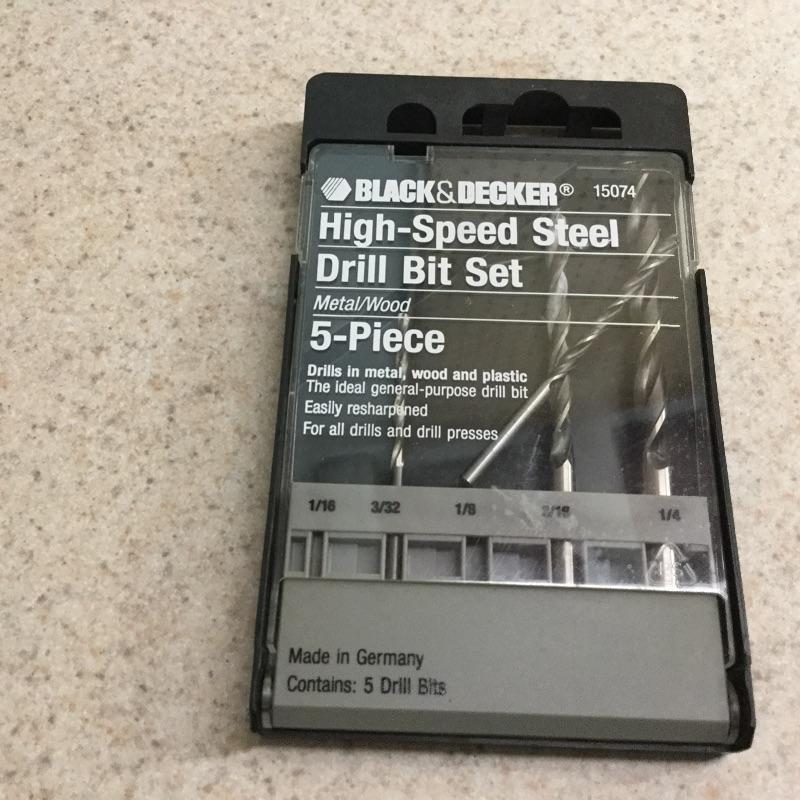 BLACK&DECKER® 15074
High-Speed Steel
Drill Bit Set
Metal/Wood
5-Piece
Drills in metal, wood and plastic
The ideal general-purpose drill bit
Easily resharpened
For all drills and drill presses
1/16 3/32 1/8 3/16 1/4
Made in Germany
Contains: 5 Drill Bits